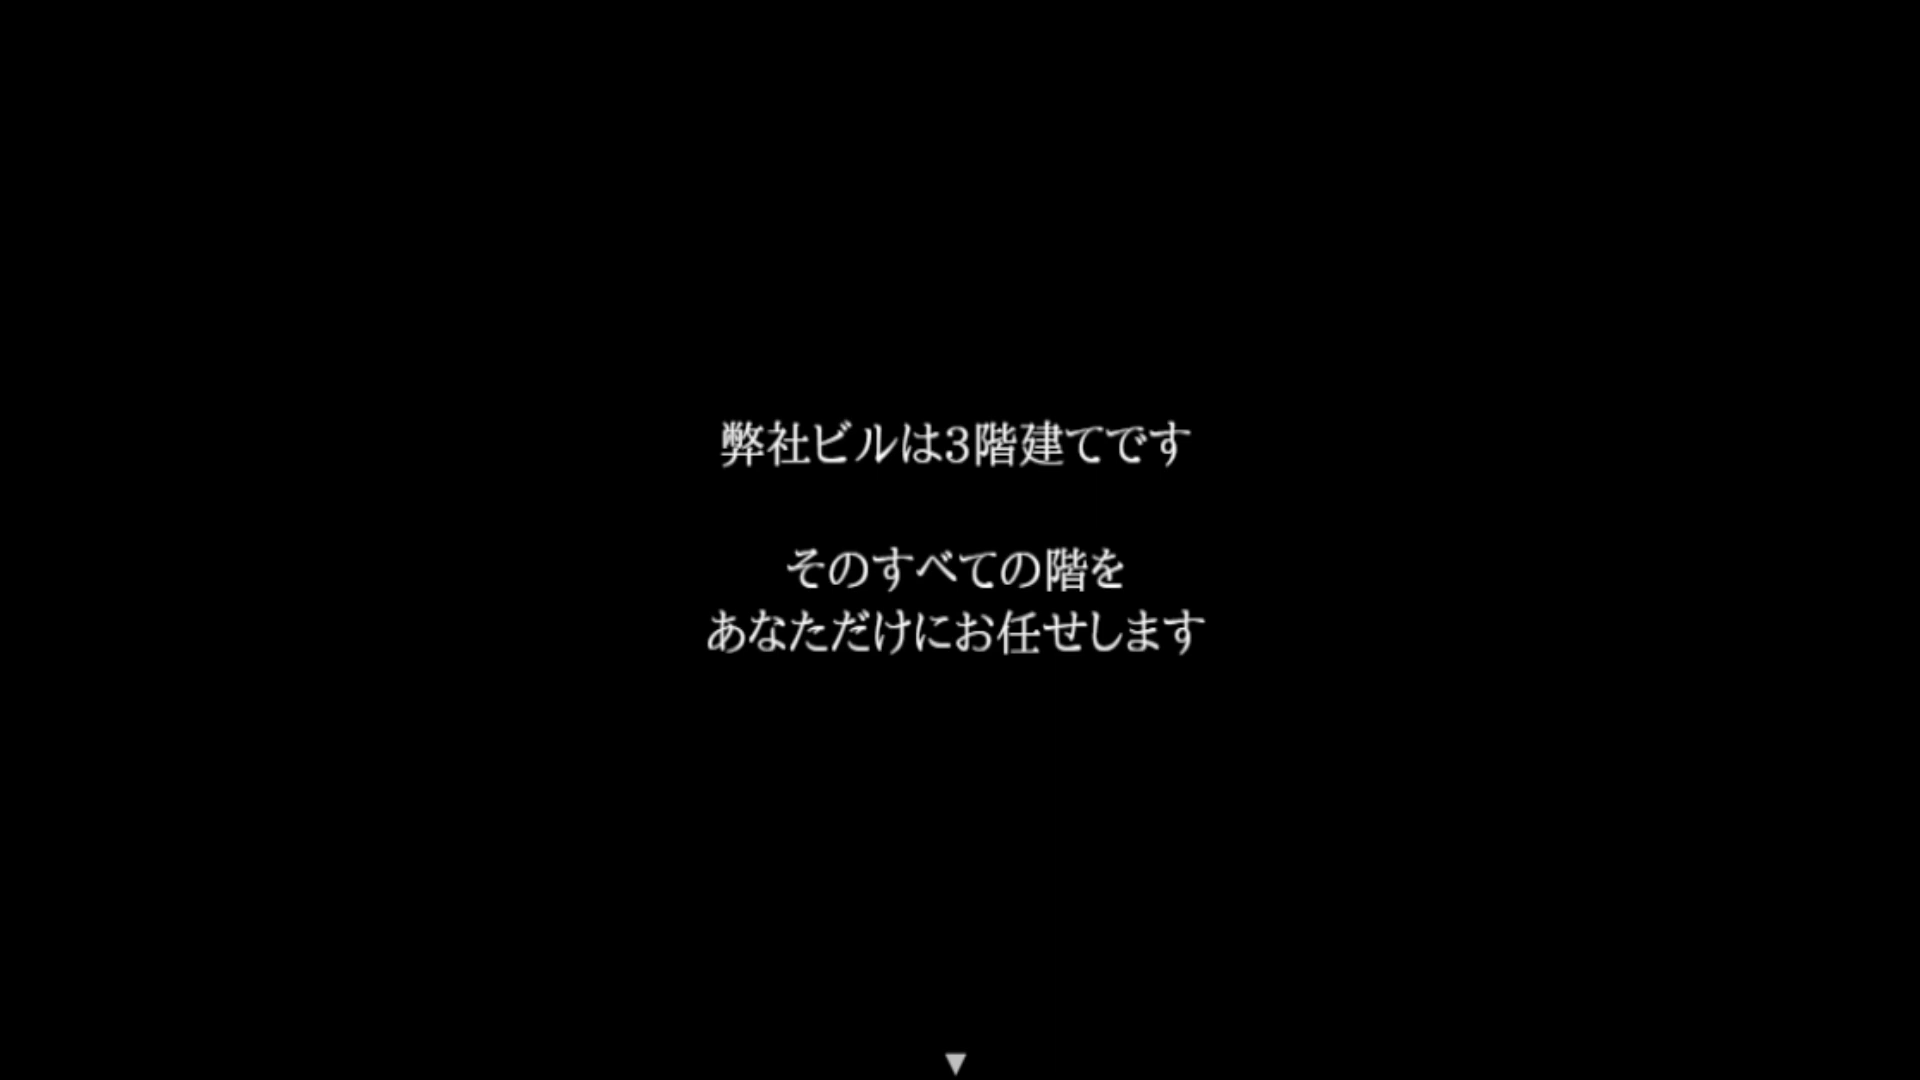 弊社ビルは3階建てです
そのすべての階を
あなただけにお任せします
▼